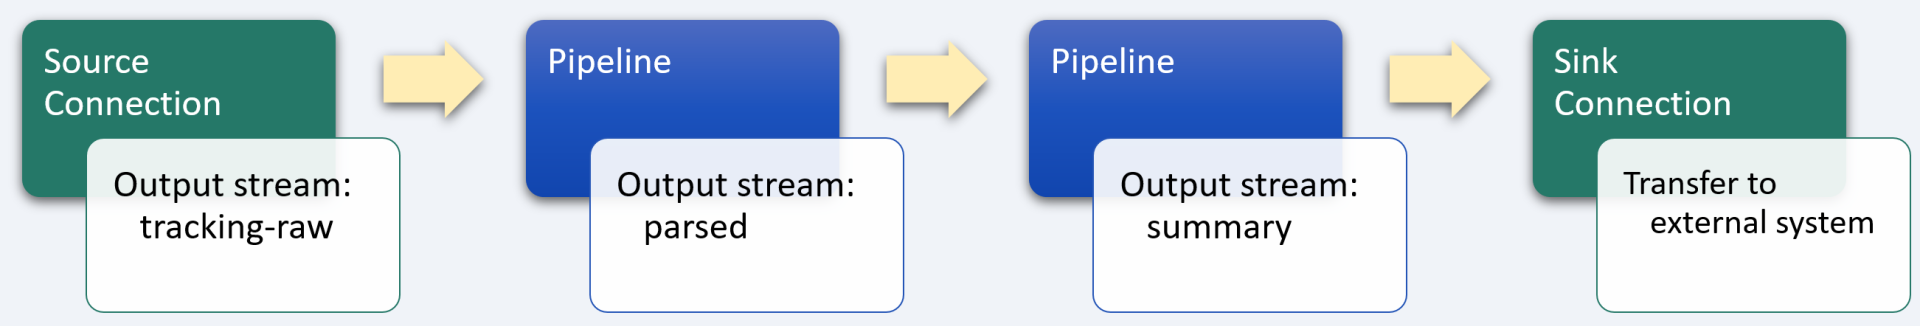 Source
Connection
Output stream:
tracking-raw
Pipeline
Output stream:
parsed
Pipeline
Output stream:
summary
Sink
Connection
Transfer to
external system